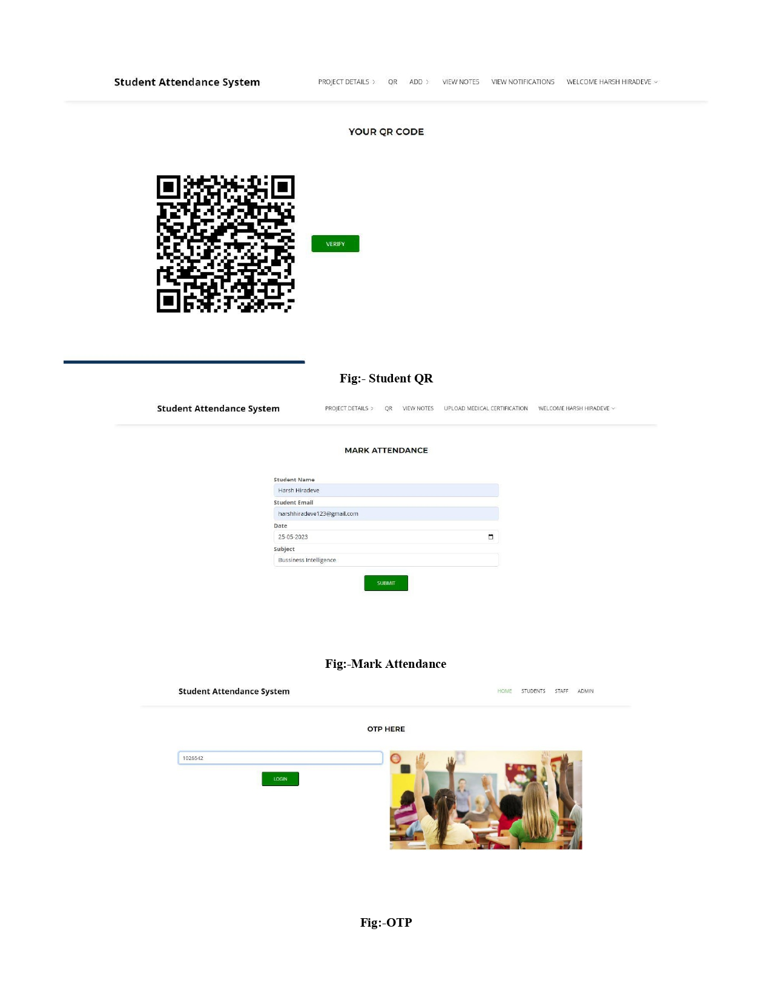 Student Attendance System PROJECT DETAILS QR ADD VIEW NOTES VIEW NOTIFICATIONS WELCOME HARSH HIRADEVE
YOUR QR CODE
VERIFY
Fig:- Student QR
Student Attendance System PROJECT DETAILS QR VIEW NOTES UPLOAD MEDICAL CERTIFICATION WELCOME HARSH HIRADEVE
MARK ATTENDANCE
Student Name
Harsh Hiradeve
Student Email
harshhiradeve123@gmail.com
Date
25-05-2023
Subject
Bussiness Intelligence
SUBMIT
Fig:-Mark Attendance
Student Attendance System HOME STUDENTS STAFF ADMIN
OTP HERE
1026542
LOGIN
Fig:-OTP